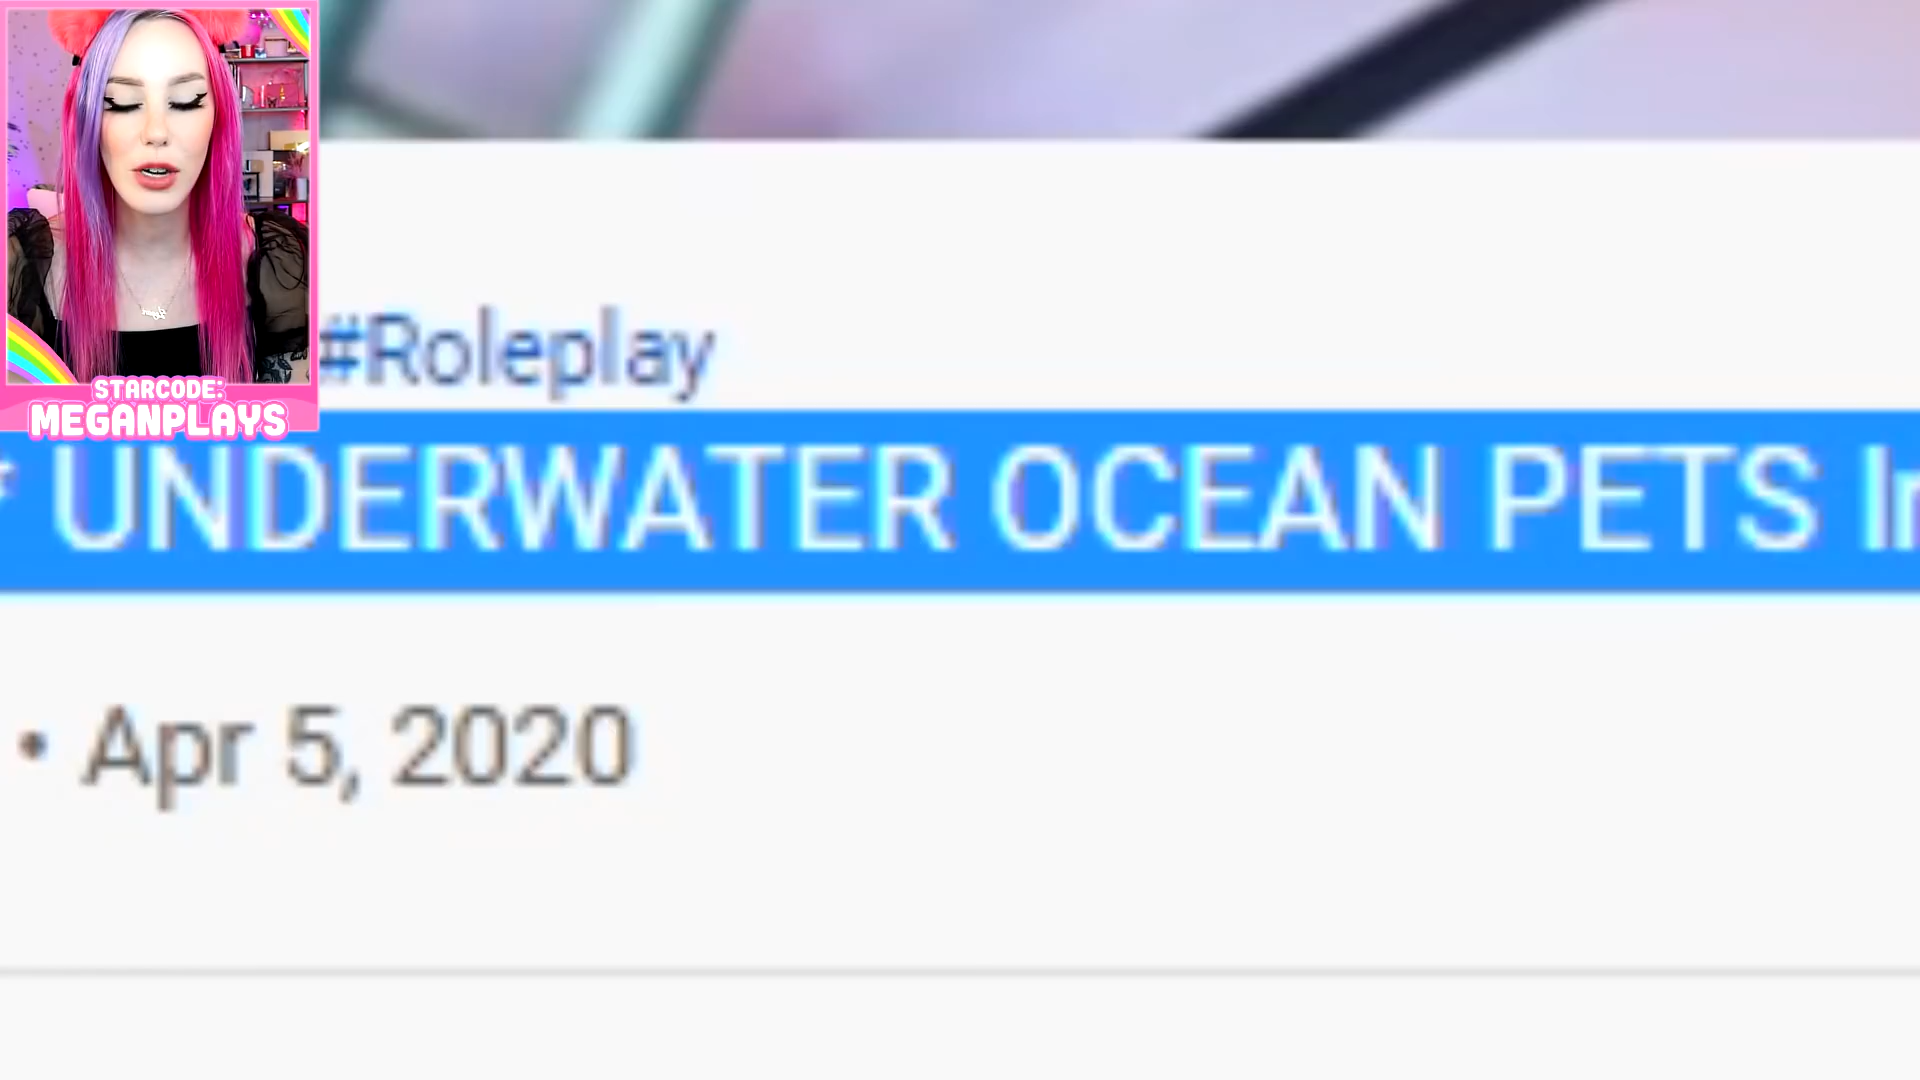 STARCODE:
MEGANPLAYS
#Roleplay
* UNDERWATER OCEAN PETS
• Apr 5, 2020